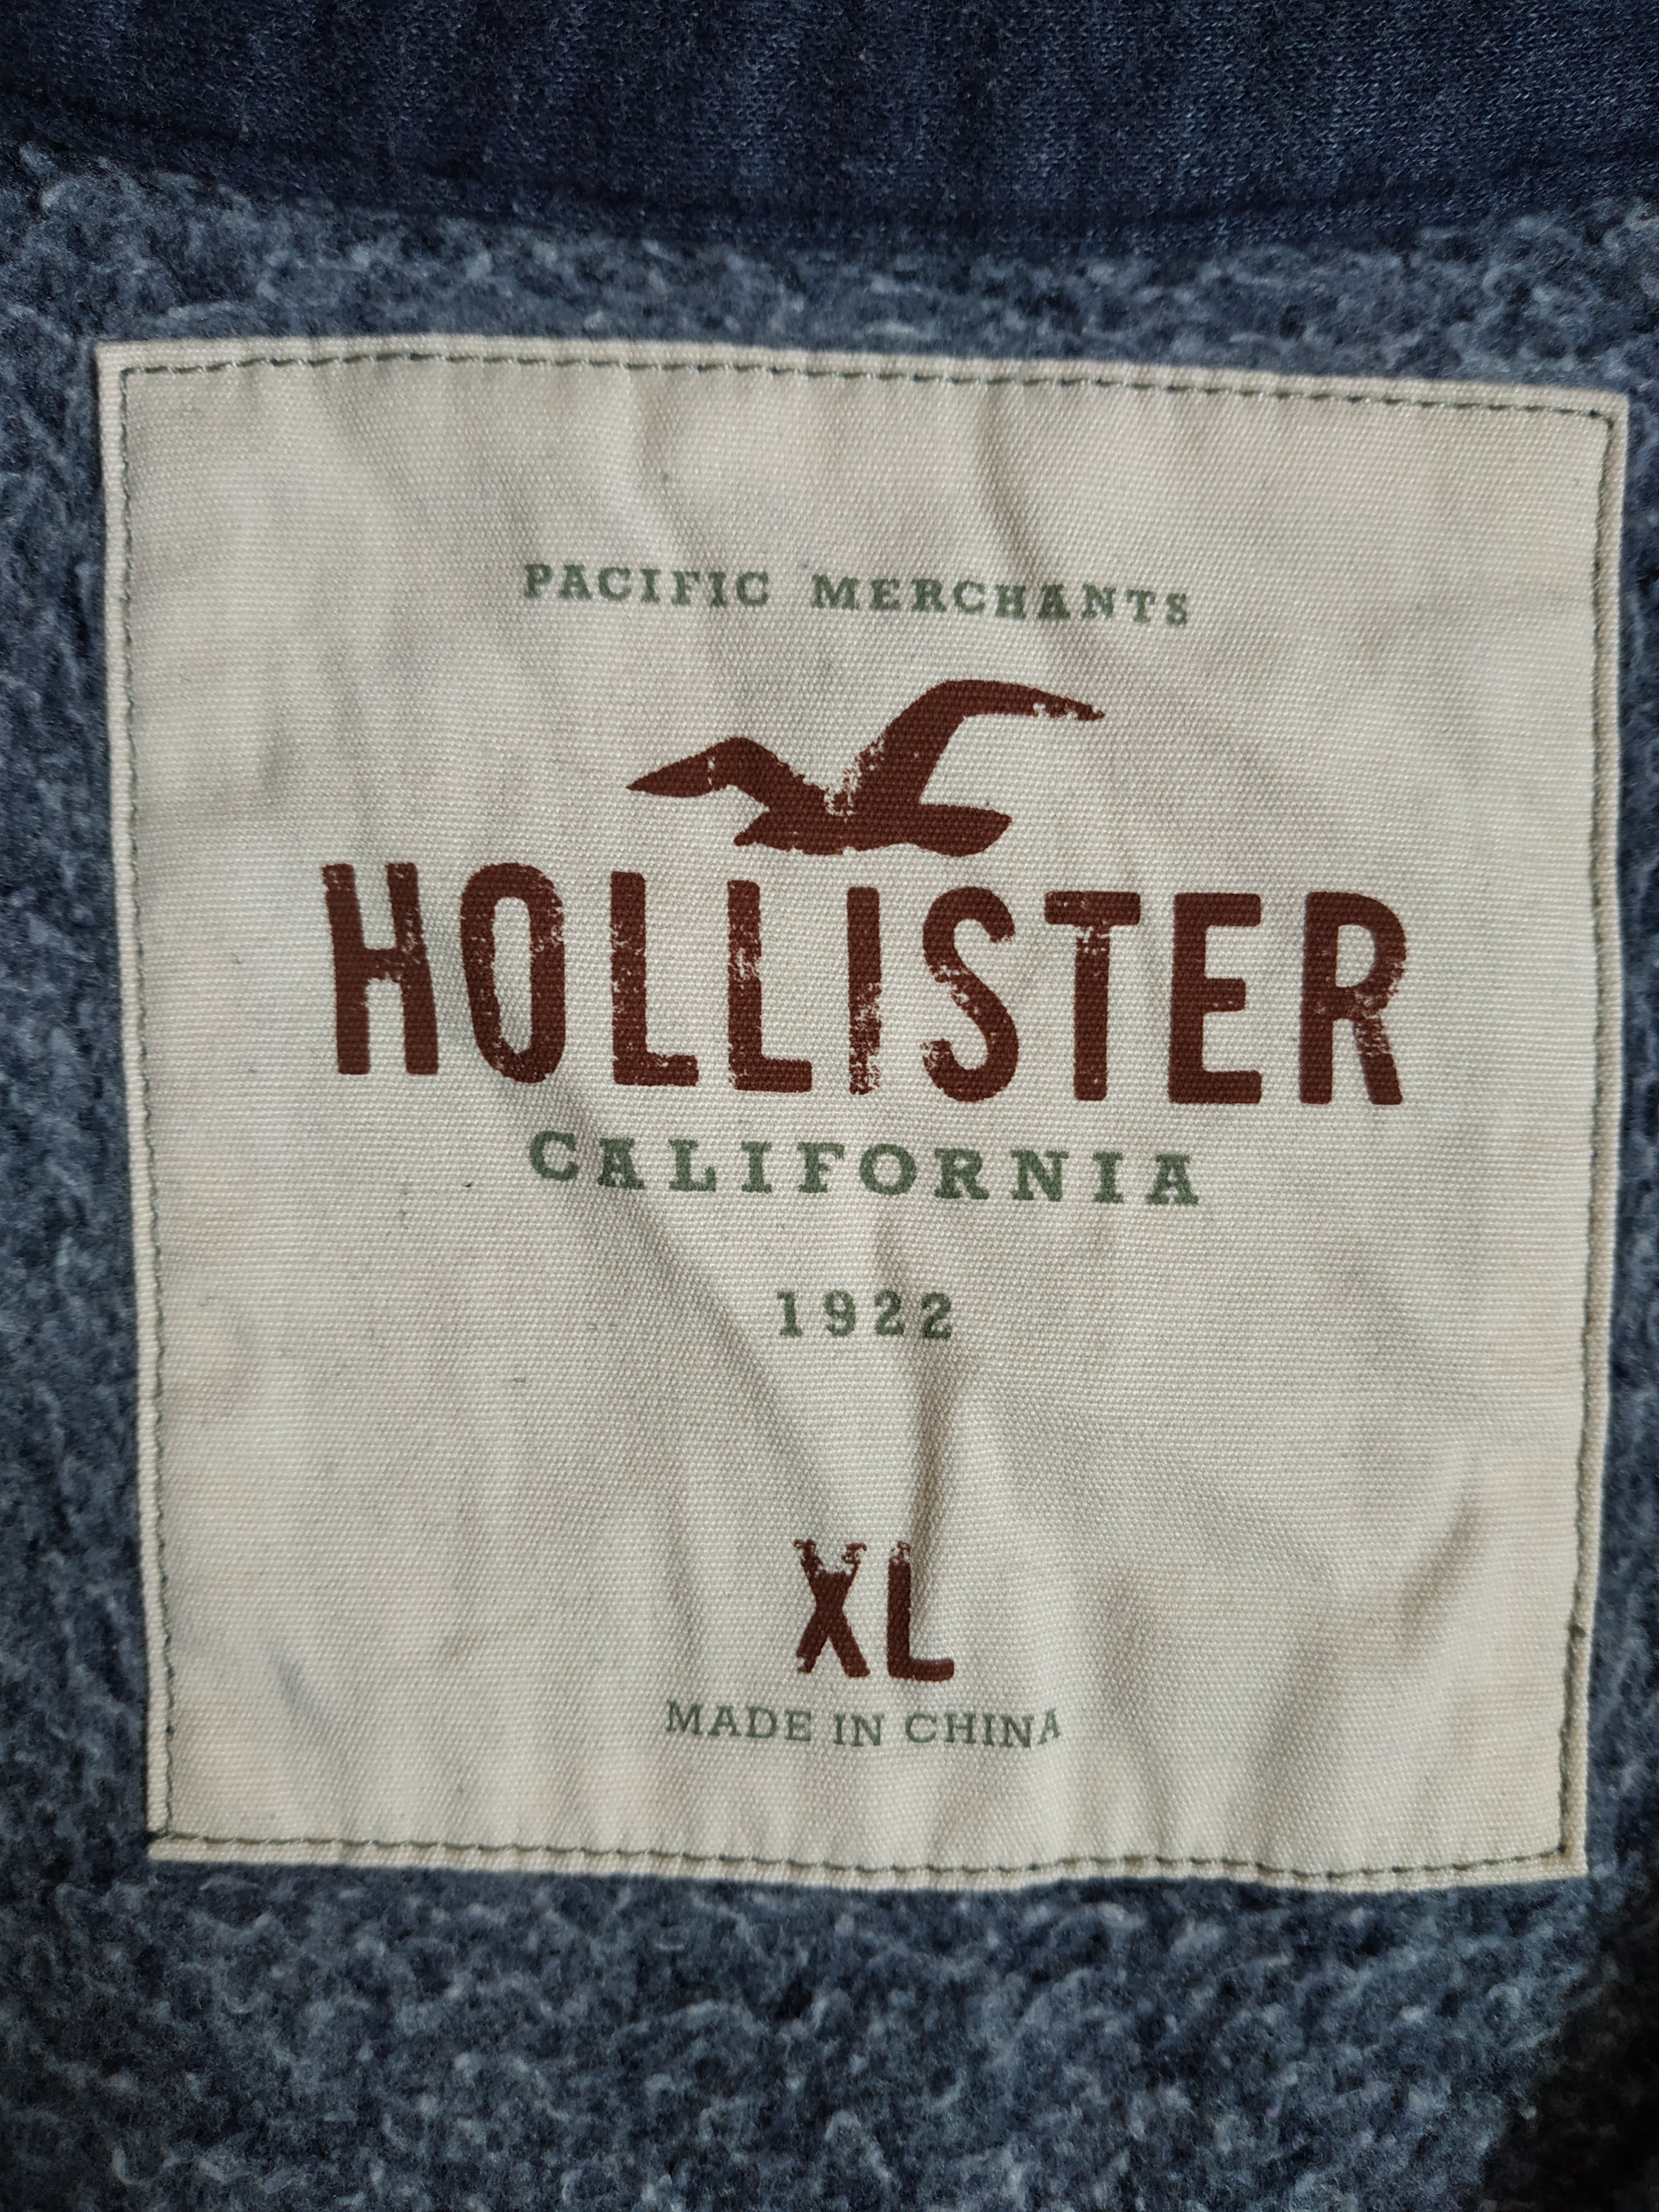 PACIFIC MERCHANTS
HOLLISTER
CALIFORNIA
1922
XL
MADE IN CHINA